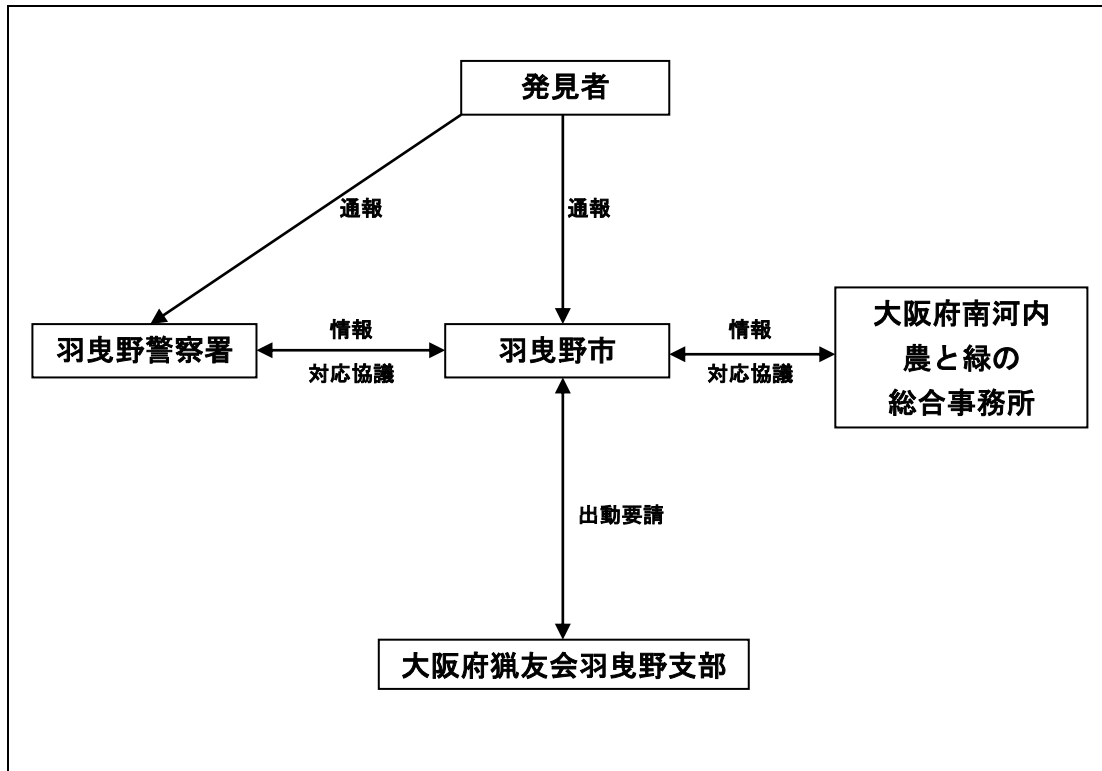 発見者
通報
通報
情報
情報
羽曳野警察署
羽曳野市
大阪府南河内
農と緑の
総合事務所
対応協議
対応協議
出動要請
大阪府猟友会羽曳野支部